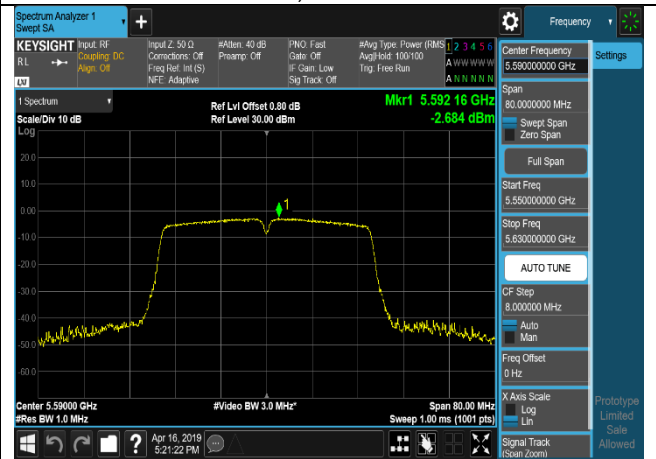 Spectrum Analyzer 1
Swept SA
Frequency
KEYSIGHT
RL
LW
Input: RF
Coupling: DC
Align: Off
Input Z: 50 Ω
Corrections: Off
Freq Ref: Int (S)
NFE: Adaptive
#Atten: 40 dB
Preamp: Off
PNO: Fast
Gate: Off
IF Gain: Low
Sig Track: Off
#Avg Type: Power (RMS
Avg|Hold: 100/100
Trig: Free Run
1 2 3 4 5 6
A W W W W W
A N N N N N
1 Spectrum
Scale/Div 10 dB
Ref Lvl Offset 0.80 dB
Ref Level 30.00 dBm
Mkr1 5.592 16 GHz
-2.684 dBm
Log
20.0
10.0
0.00
-10.0
-20.0
-30.0
-40.0
-50.0
-60.0
1
Center 5.59000 GHz
#Res BW 1.0 MHz
#Video BW 3.0 MHz*
Span 80.00 MHz
Sweep 1.00 ms (1001 pts)
Apr 16, 2019
5:21:22 PM
Center Frequency
5.590000000 GHz
Span
80.0000000 MHz
Swept Span
Zero Span
Full Span
Start Freq
5.550000000 GHz
Stop Freq
5.630000000 GHz
AUTO TUNE
CF Step
8.000000 MHz
Auto
Man
Freq Offset
0 Hz
X Axis Scale
Log
Lin
Signal Track
(Span Zoom)
Settings
Prototype
Limited
Sale
Allowed